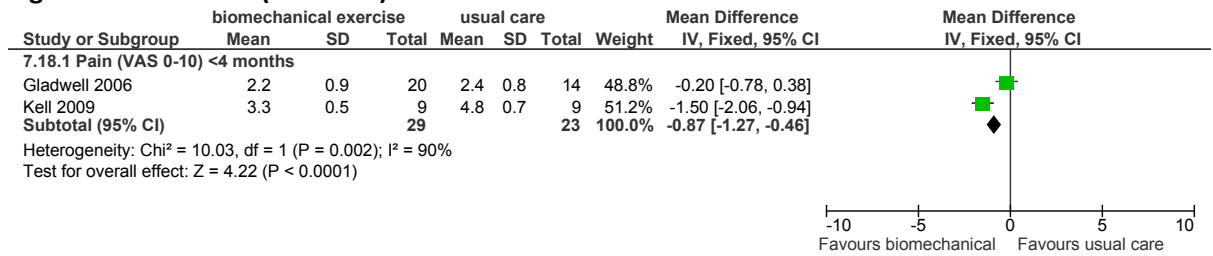 biomechanical exercise usual care Mean Difference Mean Difference
Study or Subgroup Mean SD Total Mean SD Total Weight IV, Fixed, 95% CI IV, Fixed, 95% CI
7.18.1 Pain (VAS 0-10) <4 months
Gladwell 2006 2.2 0.9 20 2.4 0.8 14 48.8% -0.20 [-0.78, 0.38]
Kell 2009 3.3 0.5 9 4.8 0.7 9 51.2% -1.50 [-2.06, -0.94]
Subtotal (95% CI) 29 23 100.0% -0.87 [-1.27, -0.46]
Heterogeneity: Chi² = 10.03, df = 1 (P = 0.002); I² = 90%
Test for overall effect: Z = 4.22 (P < 0.0001)
-10 -5 0 5 10
Favours biomechanical Favours usual care